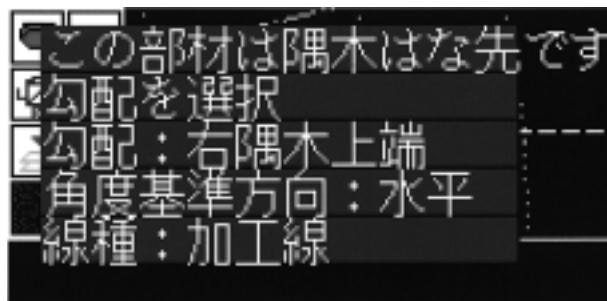 この部材は隅木はな先です
勾配を選択
勾配：右隅木上端
角度基準方向：水平
線種：加工線